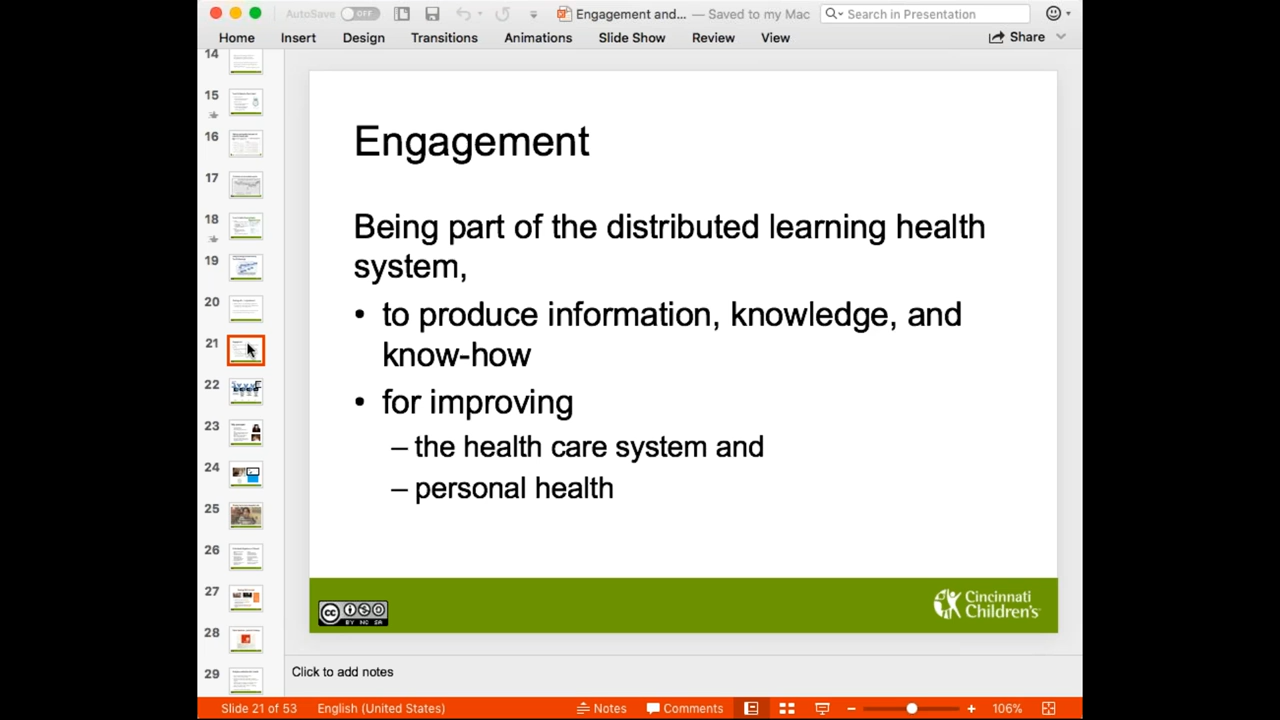 AutoSave OFF Engagement and... — Saved to my Mac Search in Presentation
Home Insert Design Transitions Animations Slide Show Review View Share
14
15
16
17
18
19
20
21
22
23
24
25
26
27
28
29
Engagement
Being part of the distributed learning health
system,
• to produce information, knowledge, and
know-how
• for improving
– the health care system and
– personal health
cc BY NC SA
Cincinnati
Children's
Click to add notes
Slide 21 of 53 English (United States) Notes Comments 106%